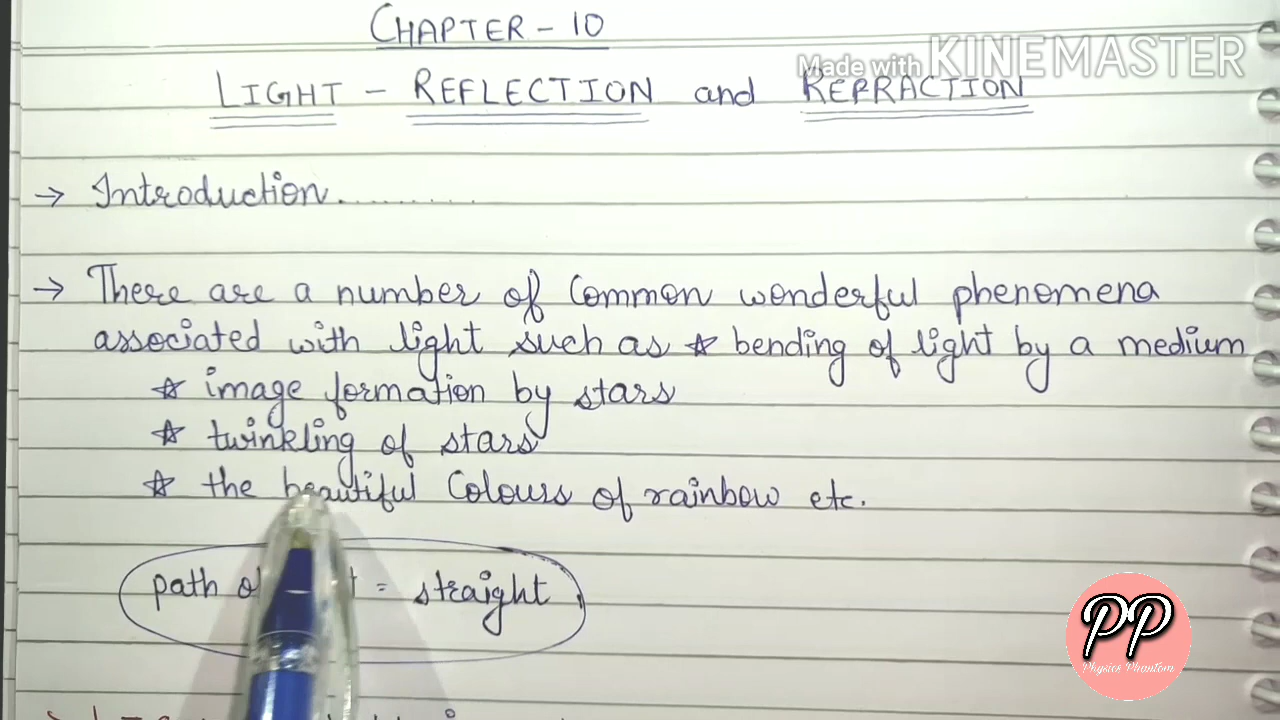 CHAPTER - 10
Made with KINEMASTER
LIGHT - REFLECTION and REFRACTION
→ Introduction..........
→ There are a number of common wonderful phenomena
associated with light such as ☆ bending of light by a medium
☆ image formation by stars
☆ twinkling of stars
☆ the beautiful colours of rainbow etc.
path = straight
PP
Physics Phantom